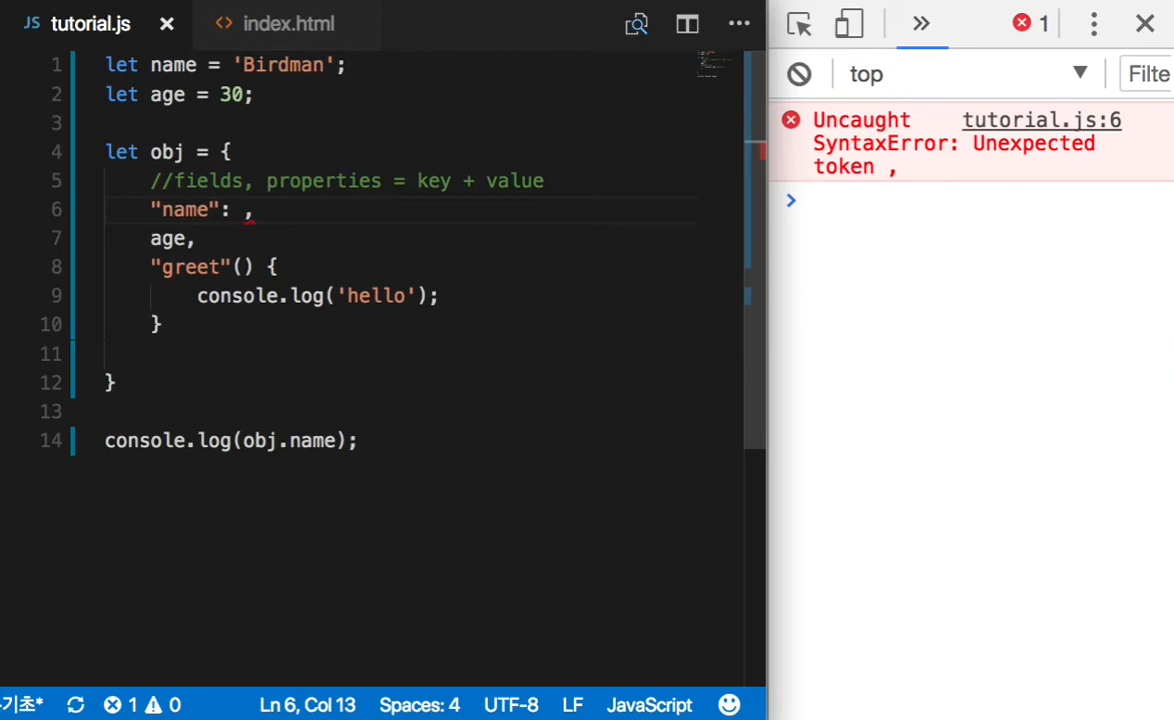 JS tutorial.js × <> index.html
1 let name = 'Birdman';
2 let age = 30;
3
4 let obj = {
5 //fields, properties = key + value
6 "name": ,
7 age,
8 "greet"() {
9 console.log('hello');
10 }
11
12 }
13
14 console.log(obj.name);
기초* 1 0 Ln 6, Col 13 Spaces: 4 UTF-8 LF JavaScript
» 1
top Filte
Uncaught tutorial.js:6
SyntaxError: Unexpected
token ,
>